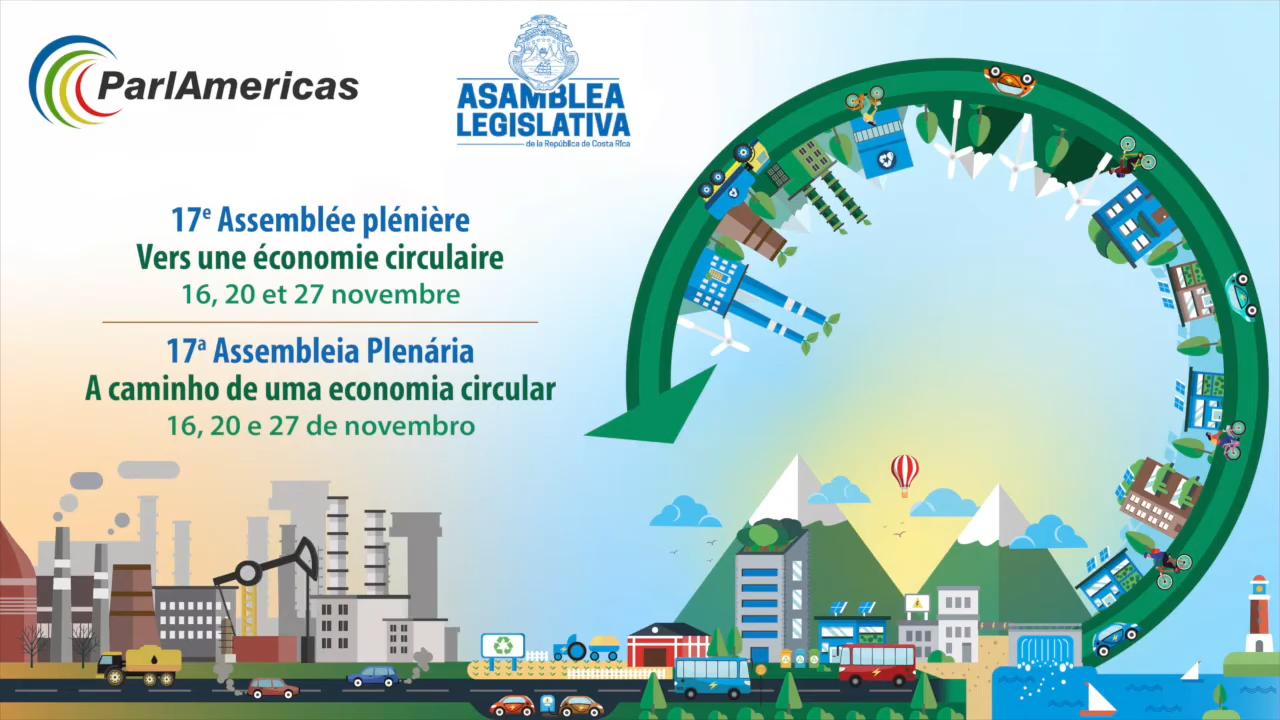 ParlAmericas
ASAMBLEA
LEGISLATIVA
de la República de Costa Rica
17e Assemblée plénière
Vers une économie circulaire
16, 20 et 27 novembre
17a Assembleia Plenária
A caminho de uma economia circular
16, 20 e 27 de novembro